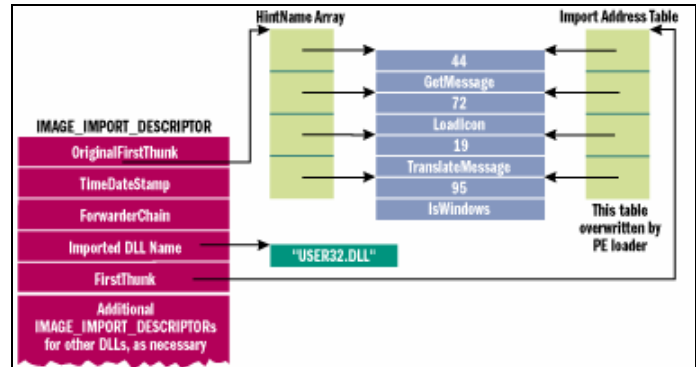 HintName Array
Import Address Table
44
GetMessage
72
LoadIcon
19
TranslateMessage
95
IsWindows
IMAGE_IMPORT_DESCRIPTOR
OriginalFirstThunk
TimeDateStamp
ForwarderChain
Imported DLL Name
FirstThunk
Additional
IMAGE_IMPORT_DESCRIPTORs
for other DLLs, as necessary
"USER32.DLL"
This table
overwritten by
PE loader